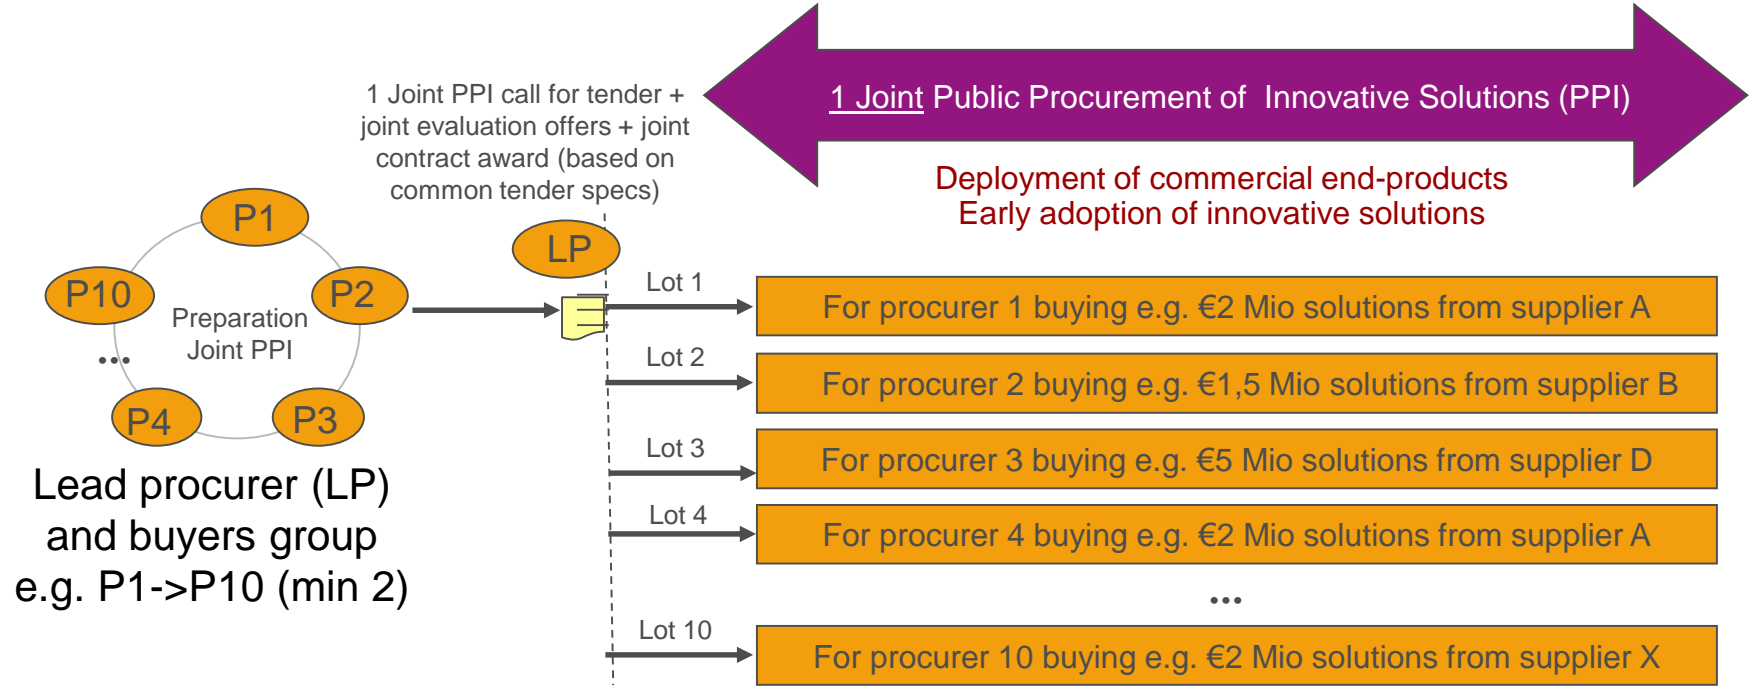 1 Joint PPI call for tender +
joint evaluation offers + joint
contract award (based on
common tender specs)
1 Joint Public Procurement of  Innovative Solutions (PPI)
Deployment of commercial end-products
Early adoption of innovative solutions
P1
P2
P3
P4
...
P10
Preparation
Joint PPI
LP
Lead procurer (LP)
and buyers group
e.g. P1->P10 (min 2)
Lot 1
For procurer 1 buying e.g. €2 Mio solutions from supplier A
Lot 2
For procurer 2 buying e.g. €1,5 Mio solutions from supplier B
Lot 3
For procurer 3 buying e.g. €5 Mio solutions from supplier D
Lot 4
For procurer 4 buying e.g. €2 Mio solutions from supplier A
...
Lot 10
For procurer 10 buying e.g. €2 Mio solutions from supplier X